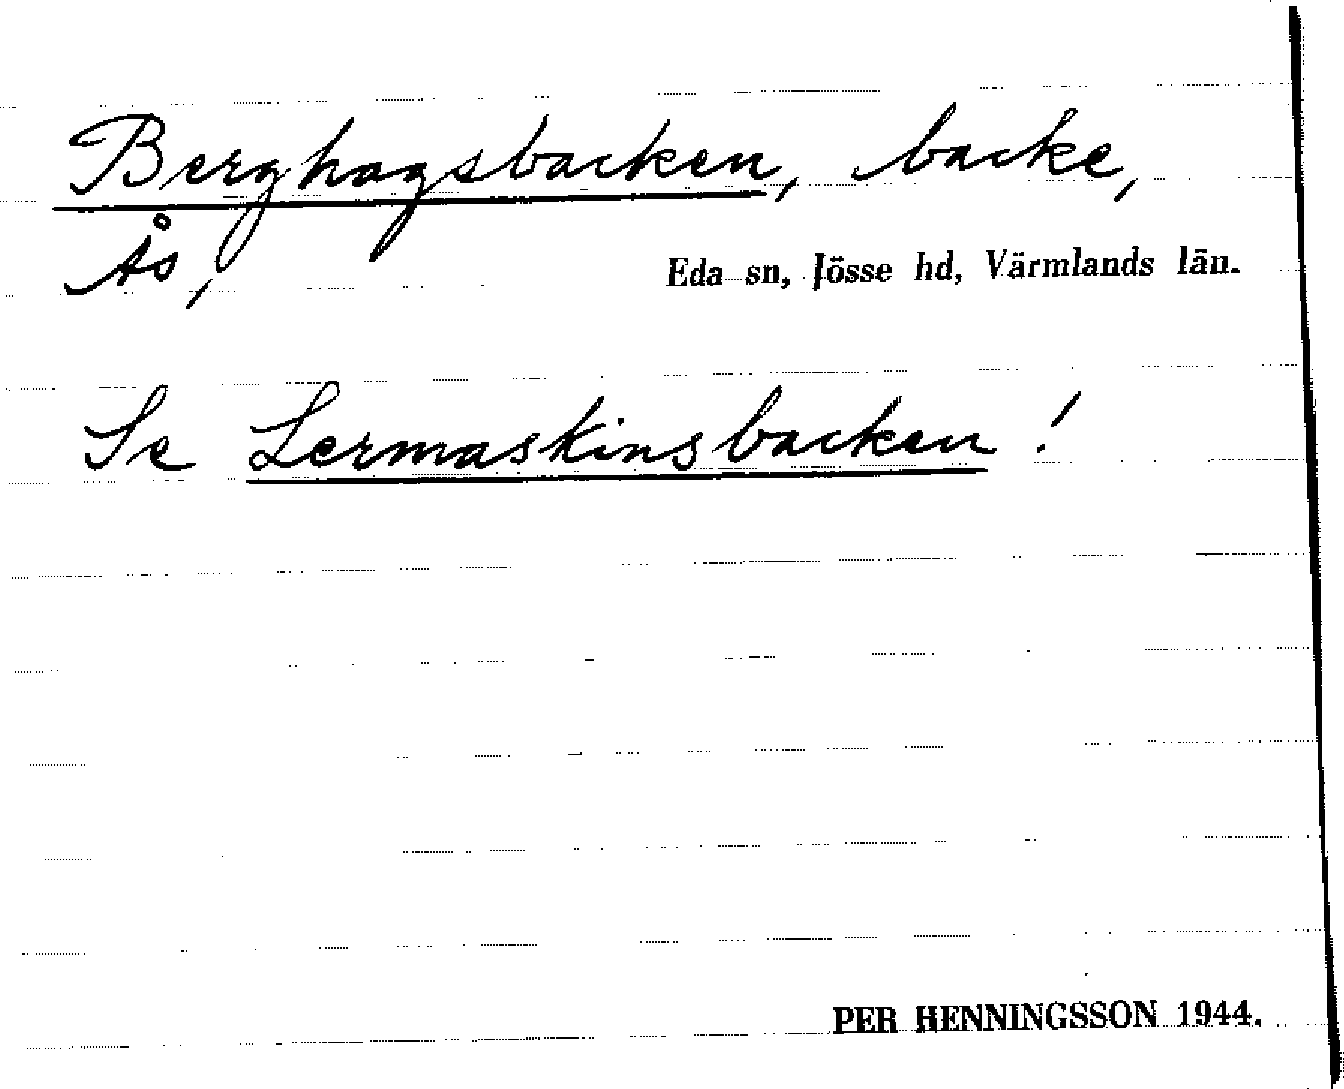 Berghagsbacken, backe,
Ås, Eda sn, Jösse hd, Värmlands län.
Se Lermaskinsbacken!
PER HENNINGSSON 1944.